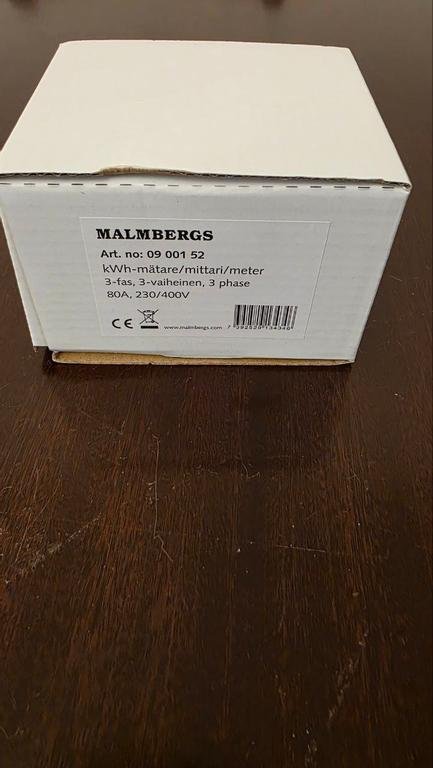 MALMBERGS
Art. no: 09 001 52
kWh-mätare/mittari/meter
3-fas, 3-vaiheinen, 3 phase
80A, 230/400V
CE www.malmbergs.com